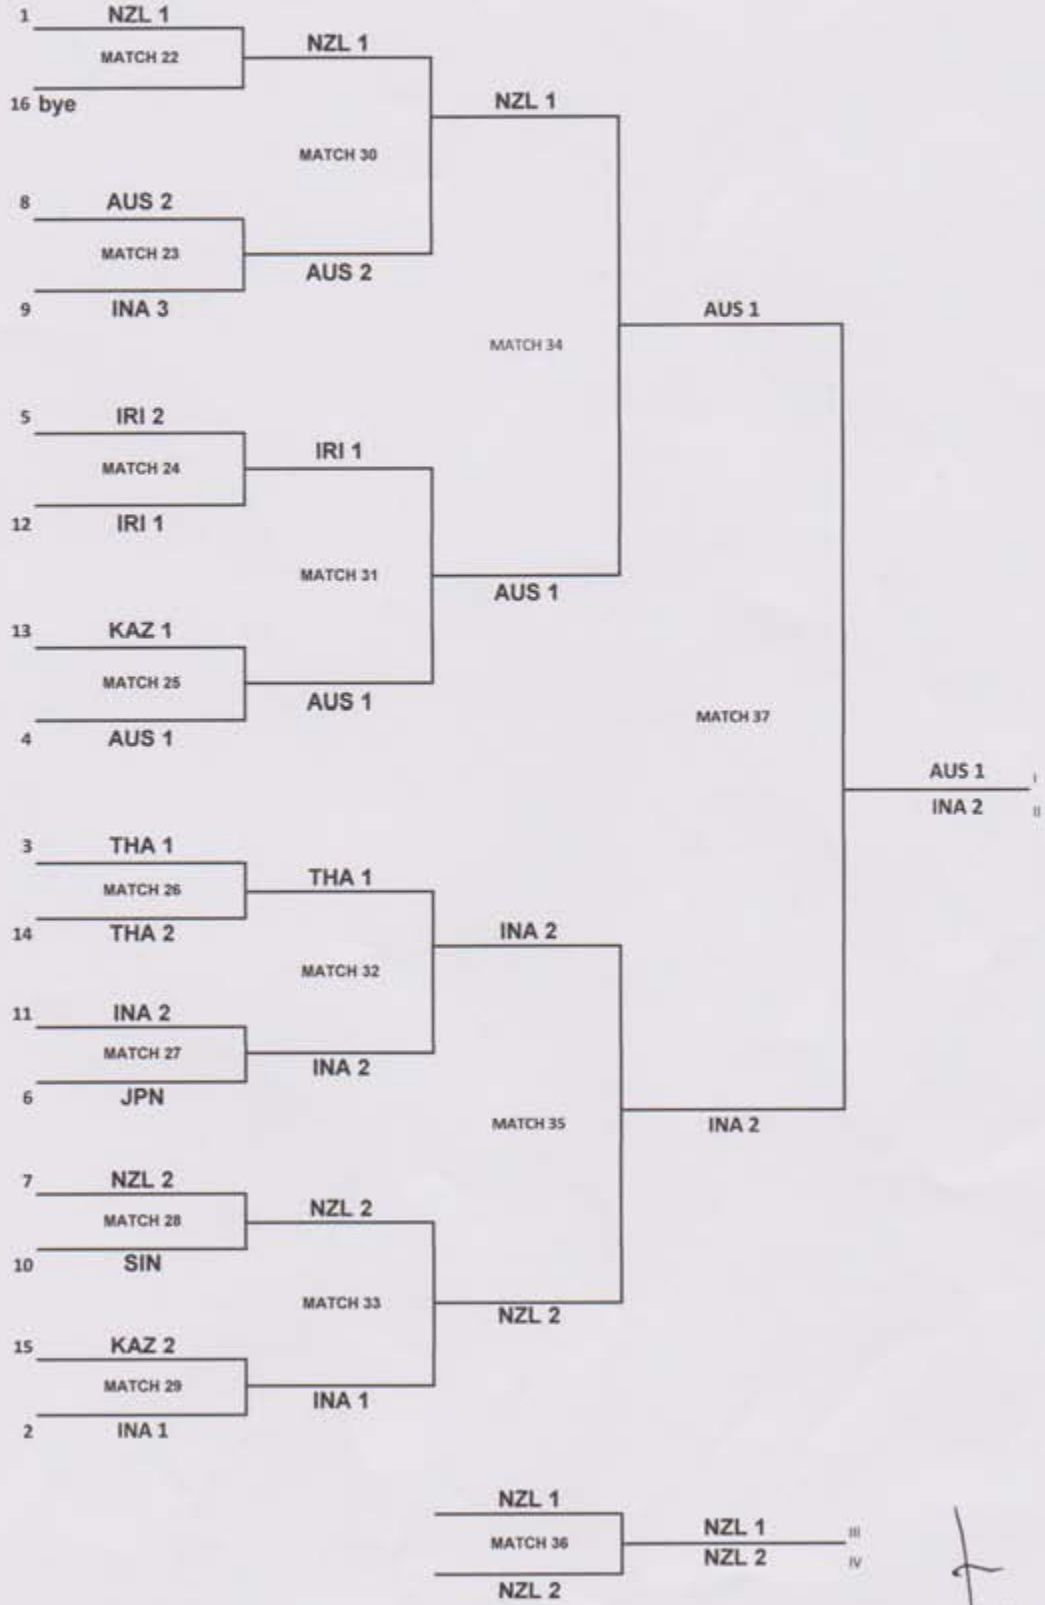 1 NZL 1
MATCH 22
16 bye
NZL 1
MATCH 30
NZL 1
8 AUS 2
MATCH 23
9 INA 3
AUS 2
MATCH 34
AUS 1
5 IRI 2
MATCH 24
12 IRI 1
IRI 1
MATCH 31
AUS 1
13 KAZ 1
MATCH 25
4 AUS 1
AUS 1
MATCH 37
AUS 1 I
INA 2 II
3 THA 1
MATCH 26
14 THA 2
THA 1
MATCH 32
INA 2
11 INA 2
MATCH 27
6 JPN
INA 2
MATCH 35
INA 2
7 NZL 2
MATCH 28
10 SIN
NZL 2
MATCH 33
NZL 2
15 KAZ 2
MATCH 29
2 INA 1
INA 1
NZL 1
MATCH 36
NZL 2
NZL 1 III
NZL 2 IV